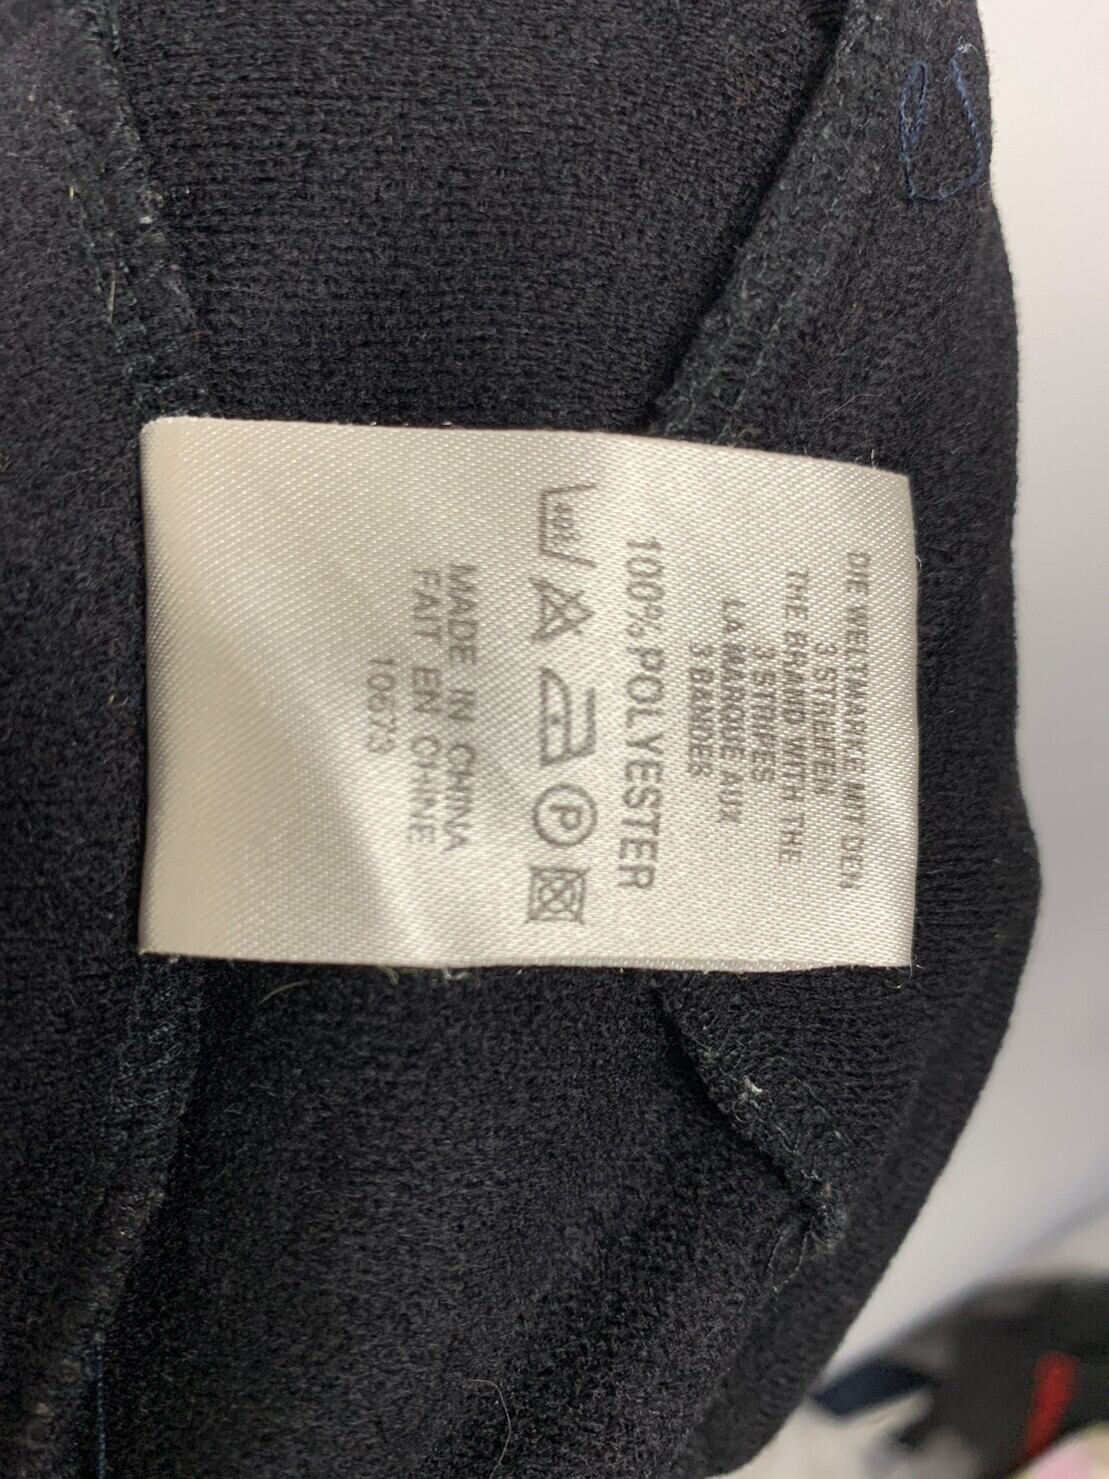 DIE WELTMARKE MIT DEN
3 STREIFEN
THE BRAND WITH THE
3 STRIPES
LA MARQUE AUX
3 BANDES
100% POLYESTER
40
P
MADE IN CHINA
FAIT EN CHINE
10673